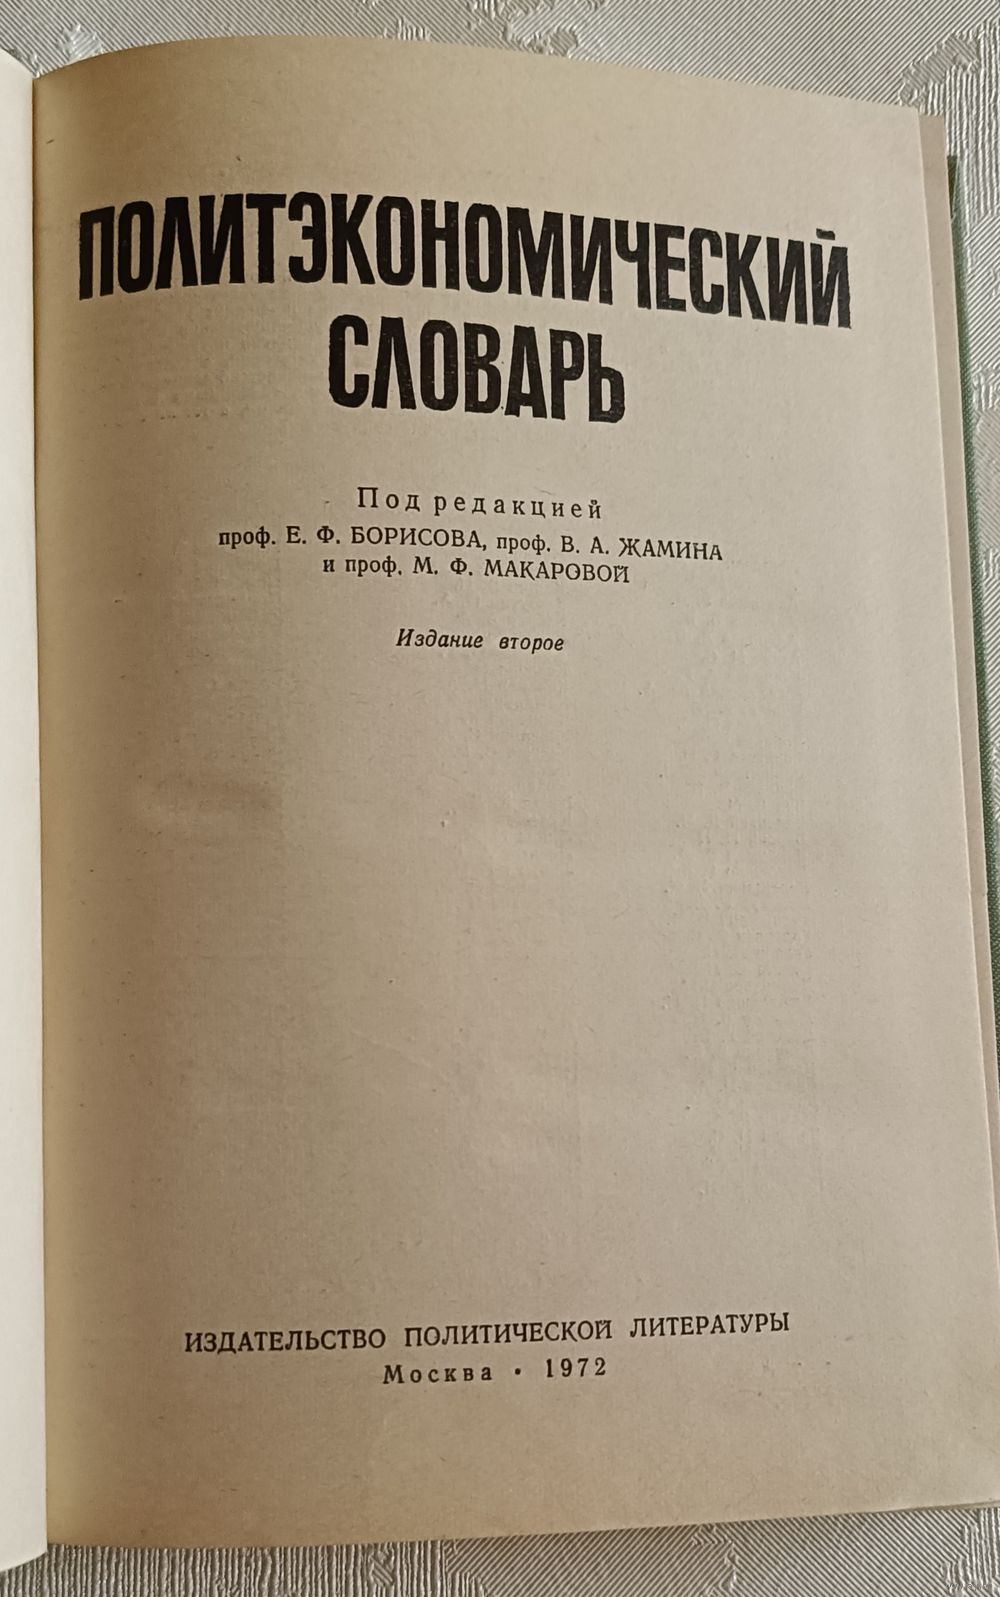 ПОЛИТЭКОНОМИЧЕСКИЙ
СЛОВАРЬ
Под редакцией
проф. Е. Ф. БОРИСОВА, проф. В. А. ЖАМИНА
и проф. М. Ф. МАКАРОВОЙ
Издание второе
ИЗДАТЕЛЬСТВО ПОЛИТИЧЕСКОЙ ЛИТЕРАТУРЫ
Москва • 1972